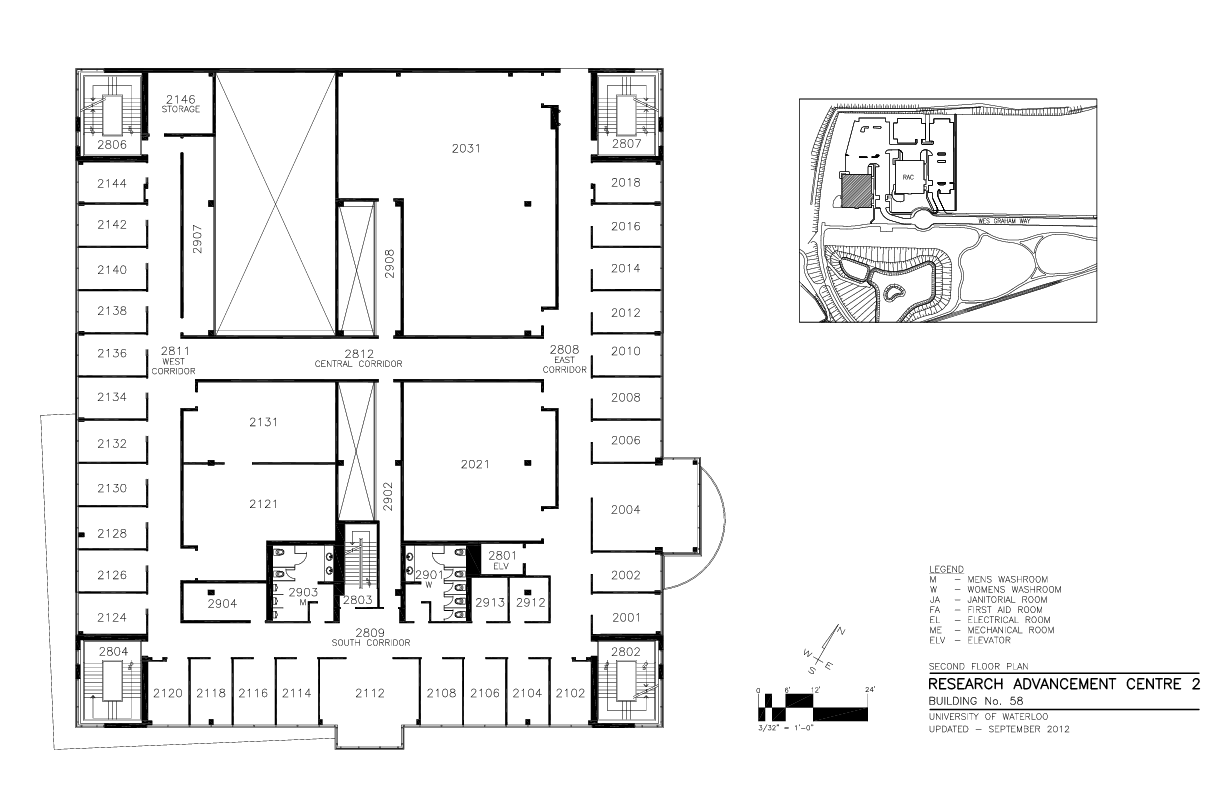 2146
STORAGE
2806
2807
2031
2144
2018
2142
2016
2907
2908
2140
2014
2138
2012
2811
WEST
CORRIDOR
2812
CENTRAL CORRIDOR
2808
EAST
CORRIDOR
2136
2010
2134
2008
2131
2132
2006
2021
2130
2902
2121
2004
2128
2801
ELV
2126
2903
M
2901
W
2002
2803
2904
2913
2912
2124
2001
2809
SOUTH CORRIDOR
2804
2802
2120
2118
2116
2114
2112
2108
2106
2104
2102
RAC
WES GRAHAM WAY
N
W
E
S
0 6' 12' 24'
3/32" = 1'-0"
LEGEND
M – MENS WASHROOM
W – WOMENS WASHROOM
JA – JANITORIAL ROOM
FA – FIRST AID ROOM
EL – ELECTRICAL ROOM
ME – MECHANICAL ROOM
ELV – ELEVATOR
SECOND FLOOR PLAN
RESEARCH ADVANCEMENT CENTRE 2
BUILDING No. 58
UNIVERSITY OF WATERLOO
UPDATED – SEPTEMBER 2012